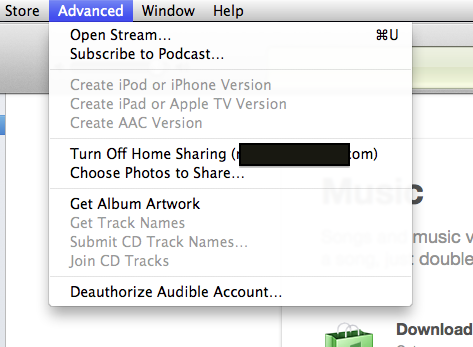 Store Advanced Window Help
Open Stream… ⌘U
Subscribe to Podcast…
Create iPod or iPhone Version
Create iPad or Apple TV Version
Create AAC Version
Turn Off Home Sharing ( .com)
Choose Photos to Share…
Music
Get Album Artwork
Get Track Names
Songs and music v
Submit CD Track Names…
a song, just double
Join CD Tracks
Deauthorize Audible Account…
Download